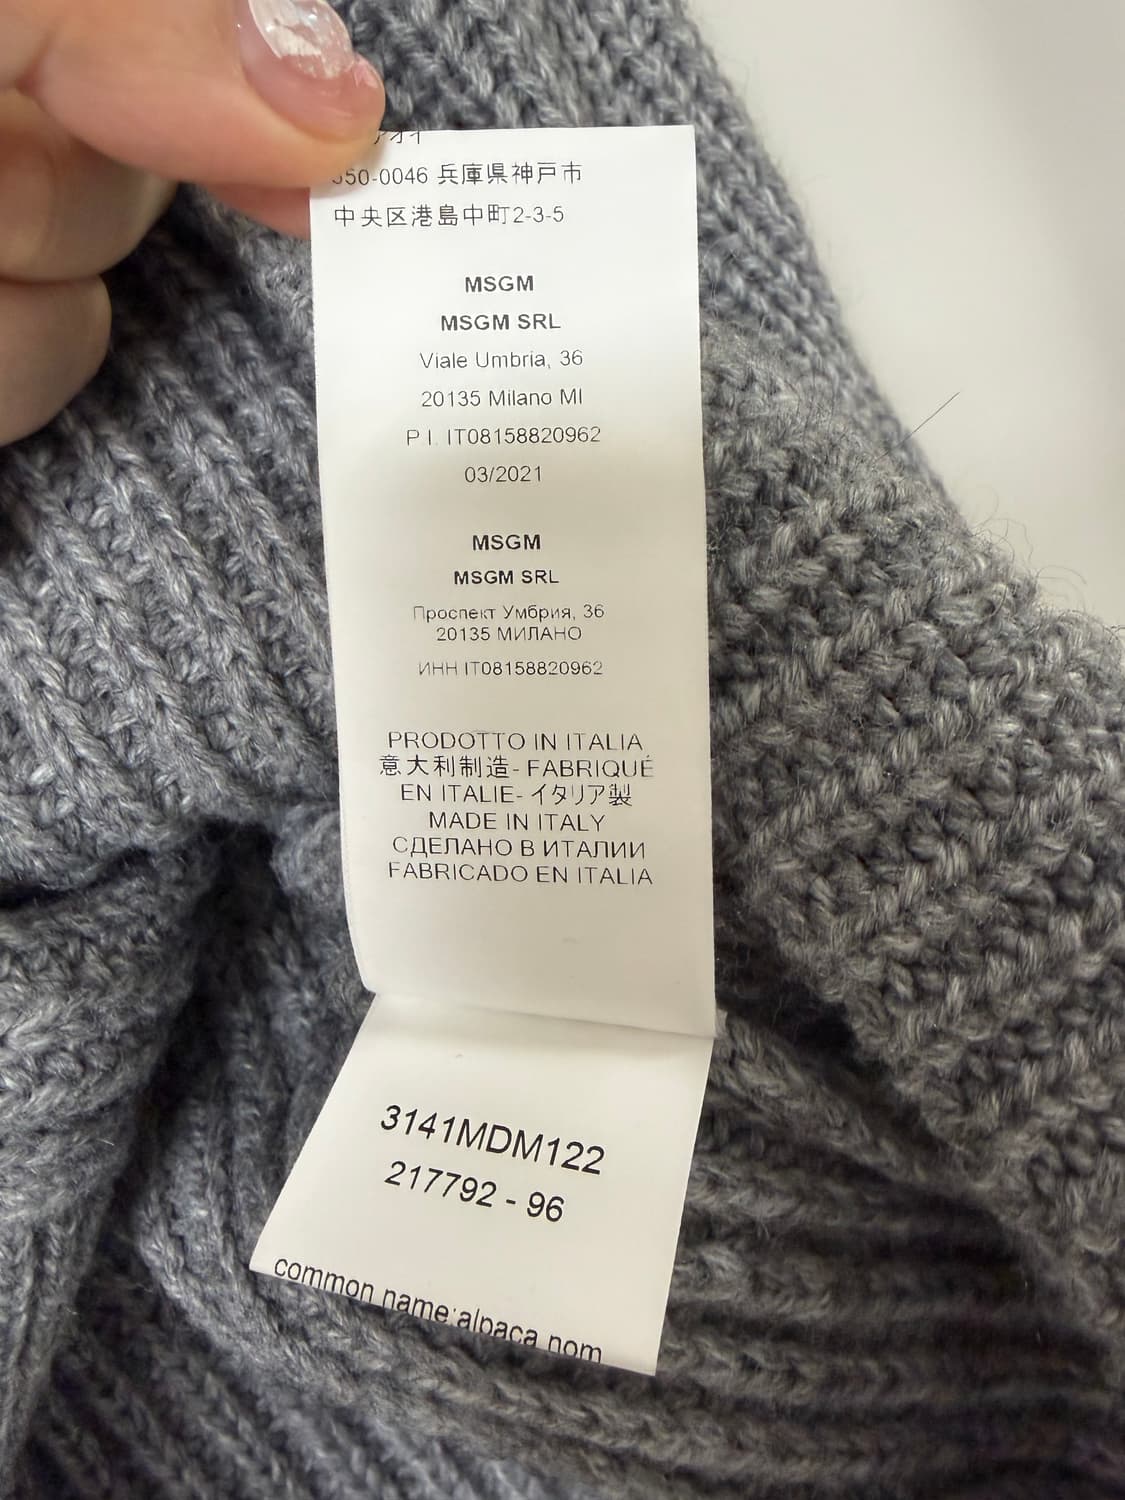 アオイ
650-0046 兵庫県神戸市
中央区港島中町2-3-5
MSGM
MSGM SRL
Viale Umbria, 36
20135 Milano MI
P I. IT08158820962
03/2021
MSGM
MSGM SRL
Проспект Умбрия, 36
20135 МИЛАНО
ИНН IT08158820962
PRODOTTO IN ITALIA
意大利制造- FABRIQUÉ
EN ITALIE- イタリア製
MADE IN ITALY
СДЕЛАНО В ИТАЛИИ
FABRICADO EN ITALIA
3141MDM122
217792 - 96
common name:alpaca nom